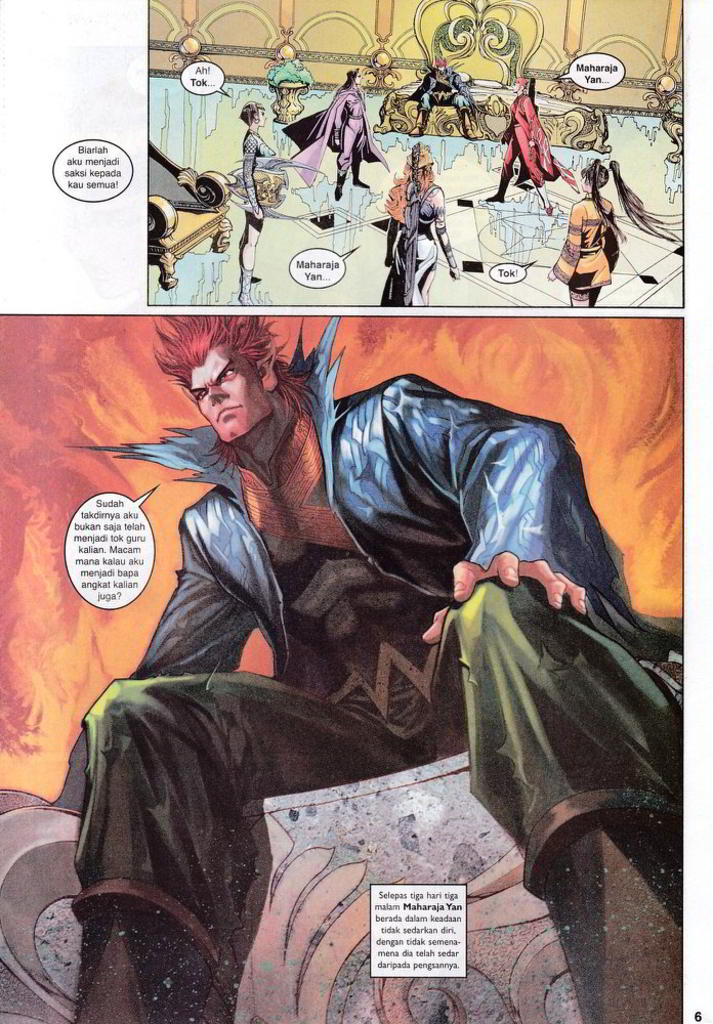 Ah!
Tok...
Maharaja
Yan...
Biarlah
aku menjadi
saksi kepada
kau semua!
Maharaja
Yan...
Tok!
Sudah
takdirnya aku
bukan saja telah
menjadi tok guru
kalian. Macam
mana kalau aku
menjadi bapa
angkat kalian
juga?
Selepas tiga hari tiga
malam Maharaja Yan
berada dalam keadaan
tidak sedarkan diri,
dengan tidak semena-
mena dia telah sedar
daripada pengsannya.
6